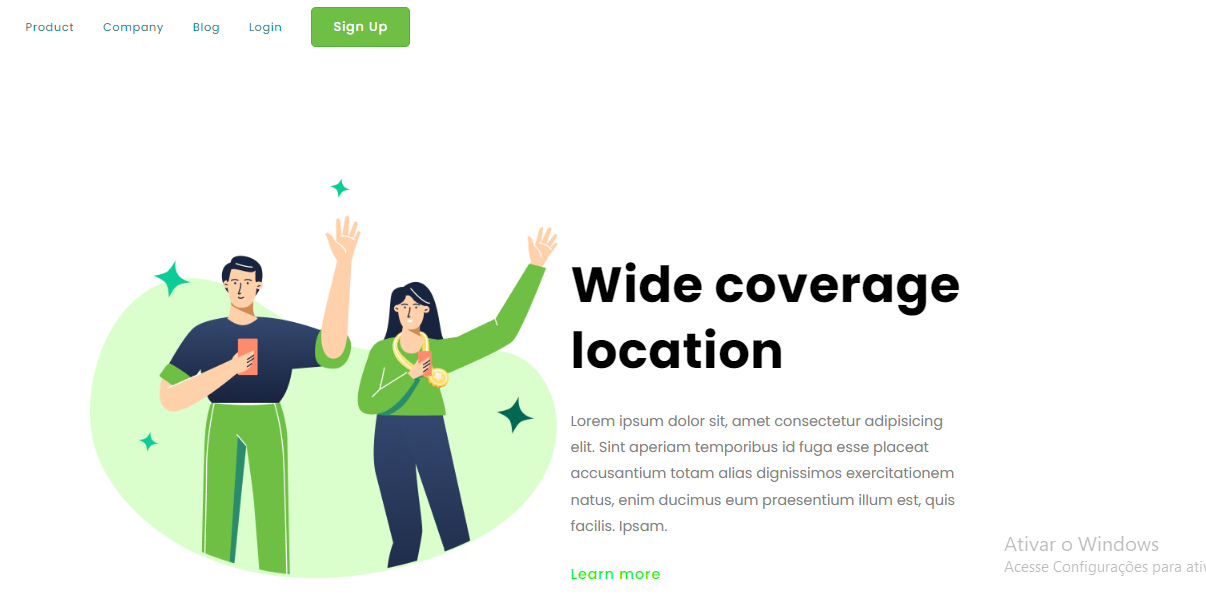 Product Company Blog Login Sign Up
Wide coverage
location
Lorem ipsum dolor sit, amet consectetur adipisicing
elit. Sint aperiam temporibus id fuga esse placeat
accusantium totam alias dignissimos exercitationem
natus, enim ducimus eum praesentium illum est, quis
facilis. Ipsam.
Learn more
Ativar o Windows
Acesse Configurações para ativ